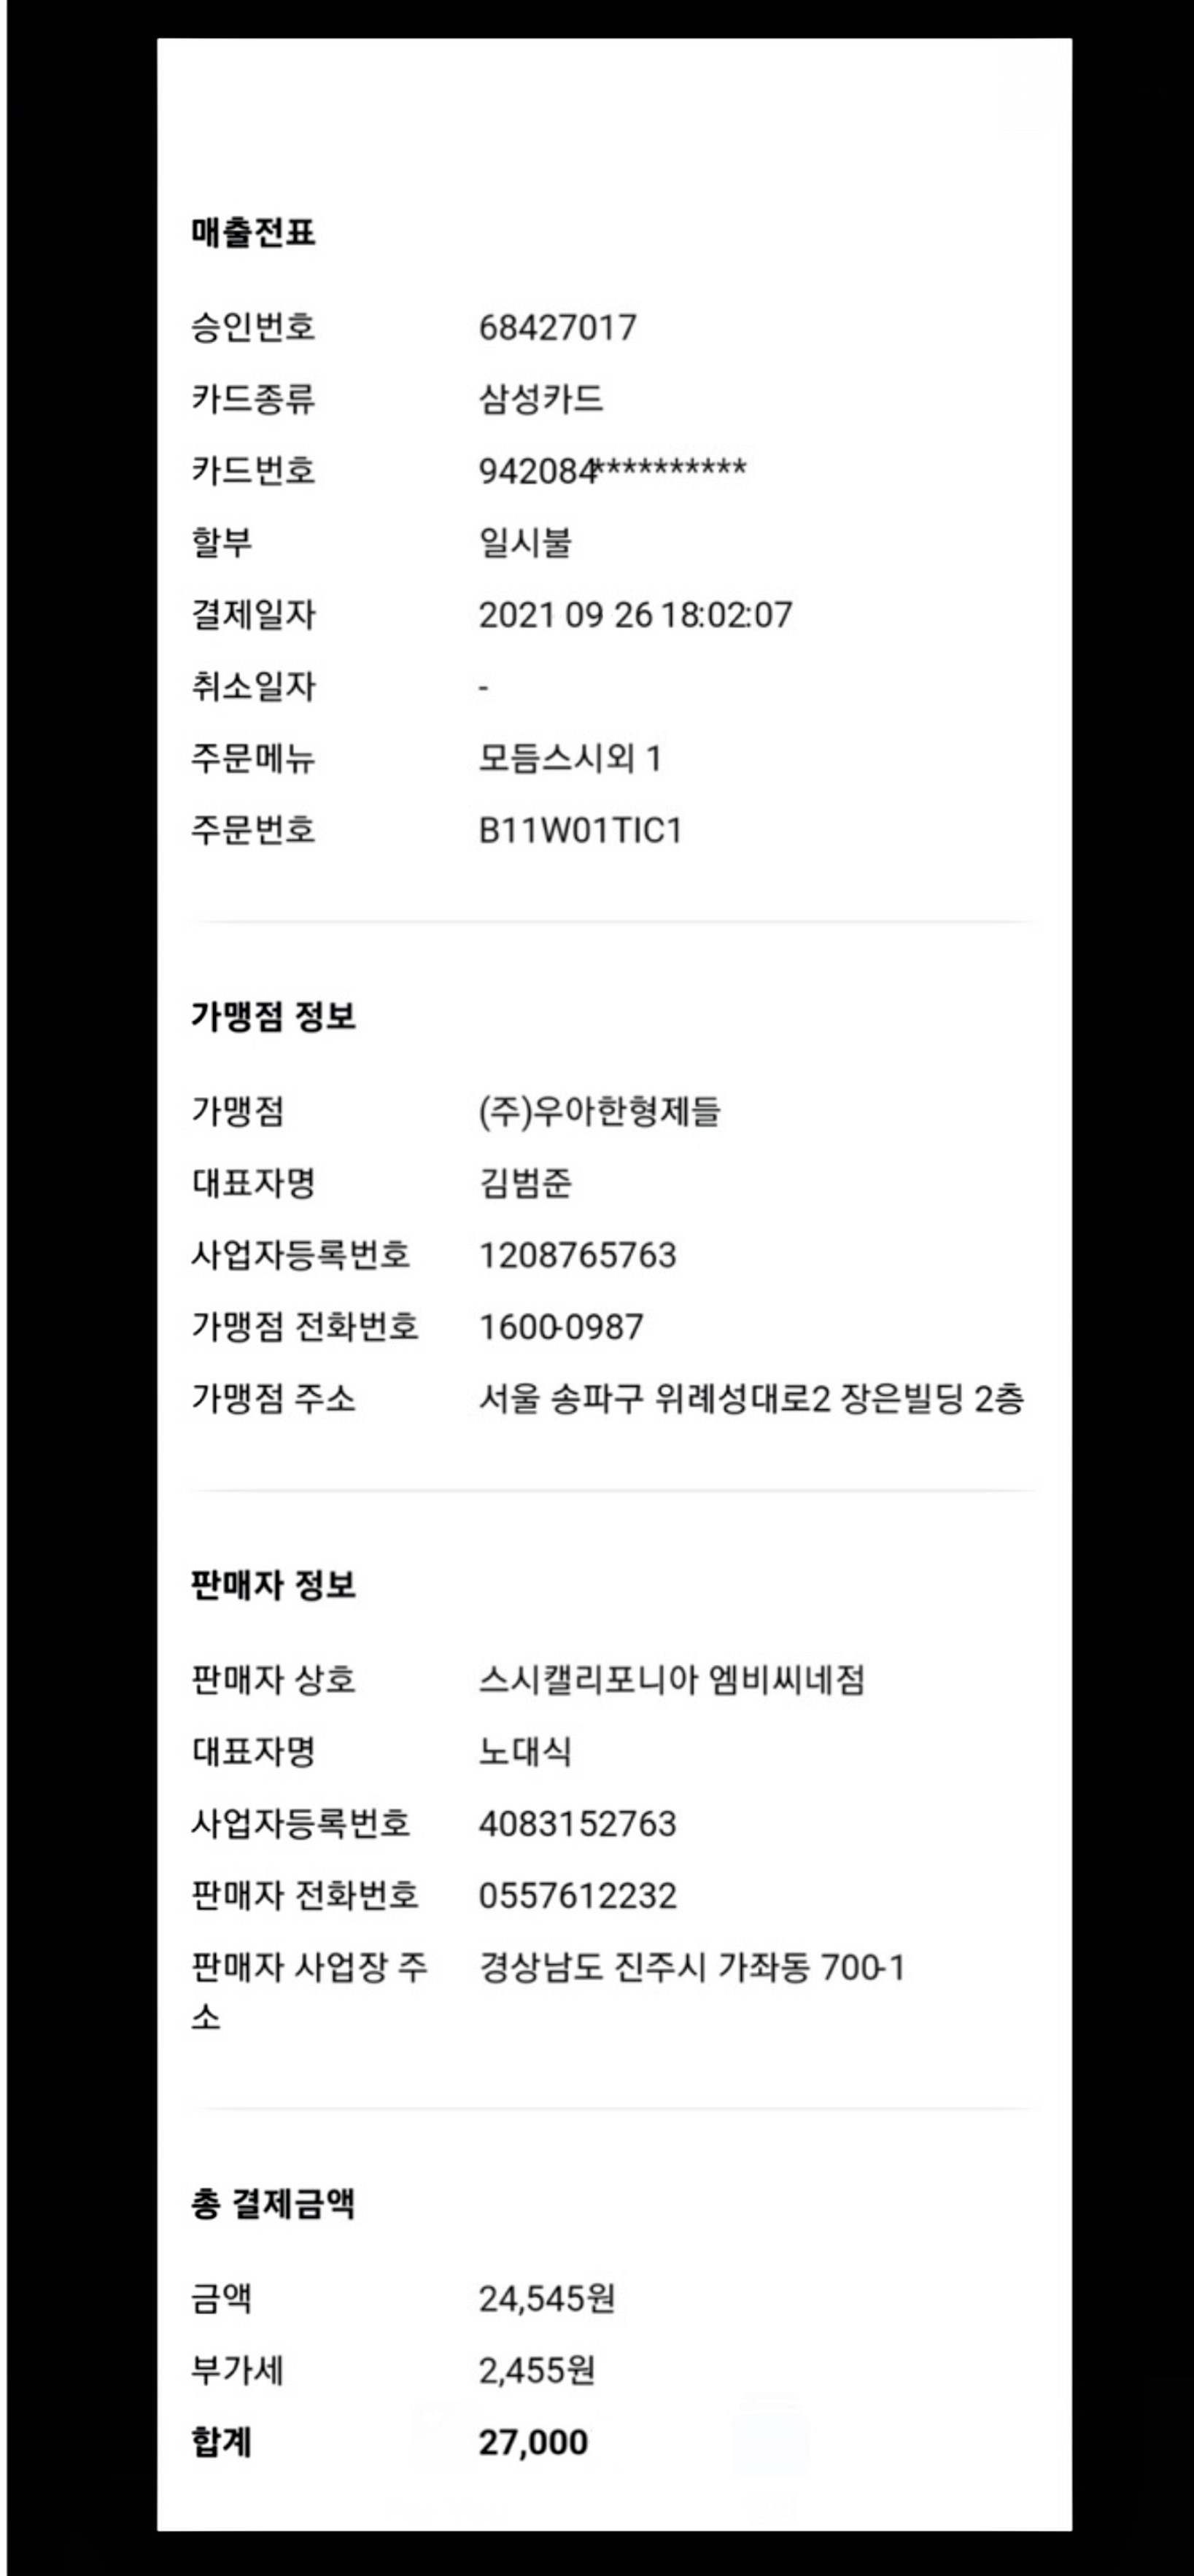 매출전표
승인번호 68427017
카드종류 삼성카드
카드번호 942084**********
할부 일시불
결제일자 2021 09 26 18:02:07
취소일자 -
주문메뉴 모듬스시외 1
주문번호 B11W01TIC1
가맹점 정보
가맹점 (주)우아한형제들
대표자명 김범준
사업자등록번호 1208765763
가맹점 전화번호 1600-0987
가맹점 주소 서울 송파구 위례성대로2 장은빌딩 2층
판매자 정보
판매자 상호 스시캘리포니아 엠비씨네점
대표자명 노대식
사업자등록번호 4083152763
판매자 전화번호 0557612232
판매자 사업장 주 경상남도 진주시 가좌동 700-1
소
총 결제금액
금액 24,545원
부가세 2,455원
합계 27,000